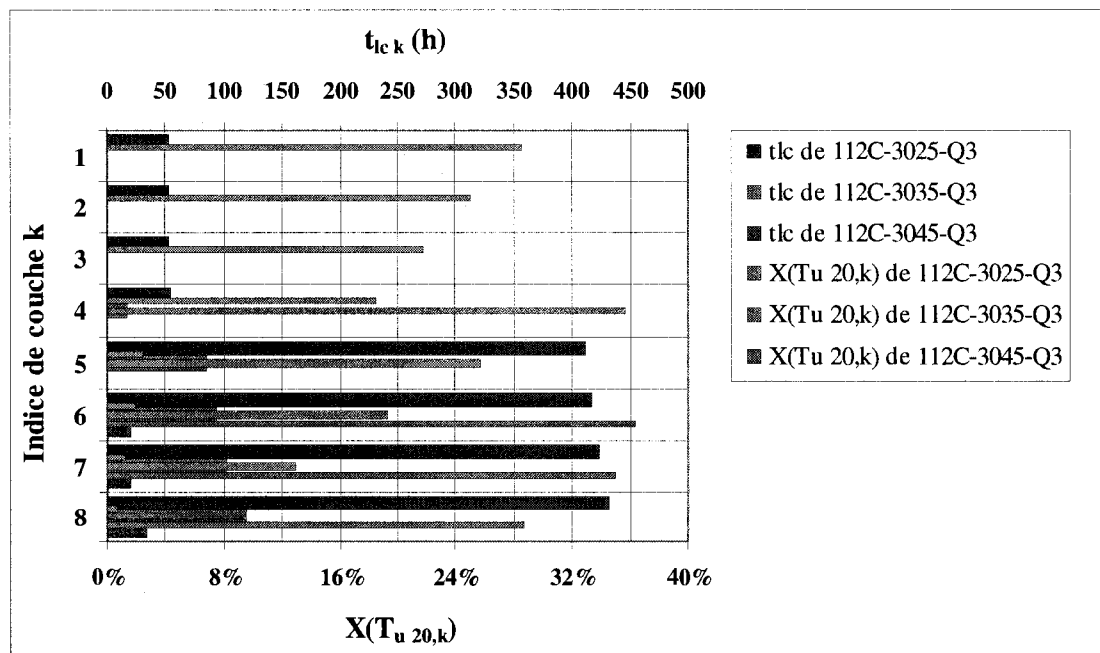 t_lc k (h)
0 50 100 150 200 250 300 350 400 450 500
Indice de couche k
1
2
3
4
5
6
7
8
0% 8% 16% 24% 32% 40%
X(T_u 20,k)
tlc de 112C-3025-Q3
tlc de 112C-3035-Q3
tlc de 112C-3045-Q3
X(Tu 20,k) de 112C-3025-Q3
X(Tu 20,k) de 112C-3035-Q3
X(Tu 20,k) de 112C-3045-Q3